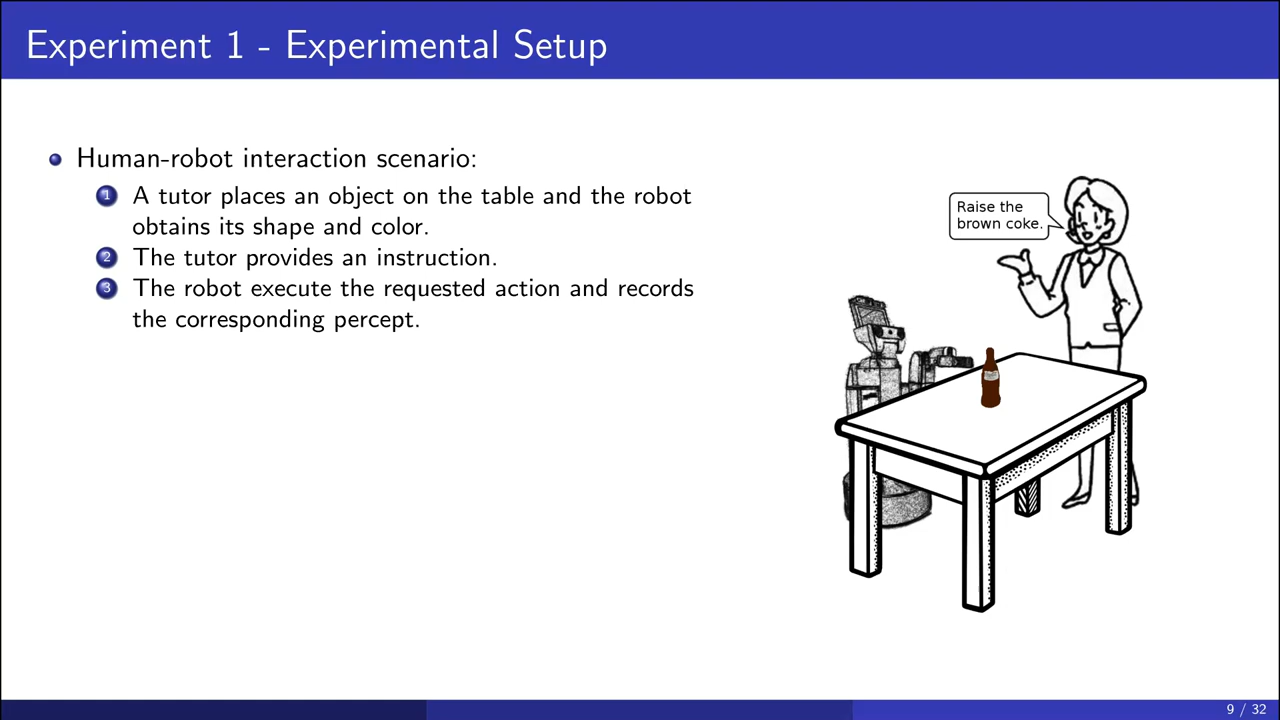 Experiment 1 - Experimental Setup
Human-robot interaction scenario:
1 A tutor places an object on the table and the robot
obtains its shape and color.
2 The tutor provides an instruction.
3 The robot execute the requested action and records
the corresponding percept.
Raise the
brown coke.
9 / 32